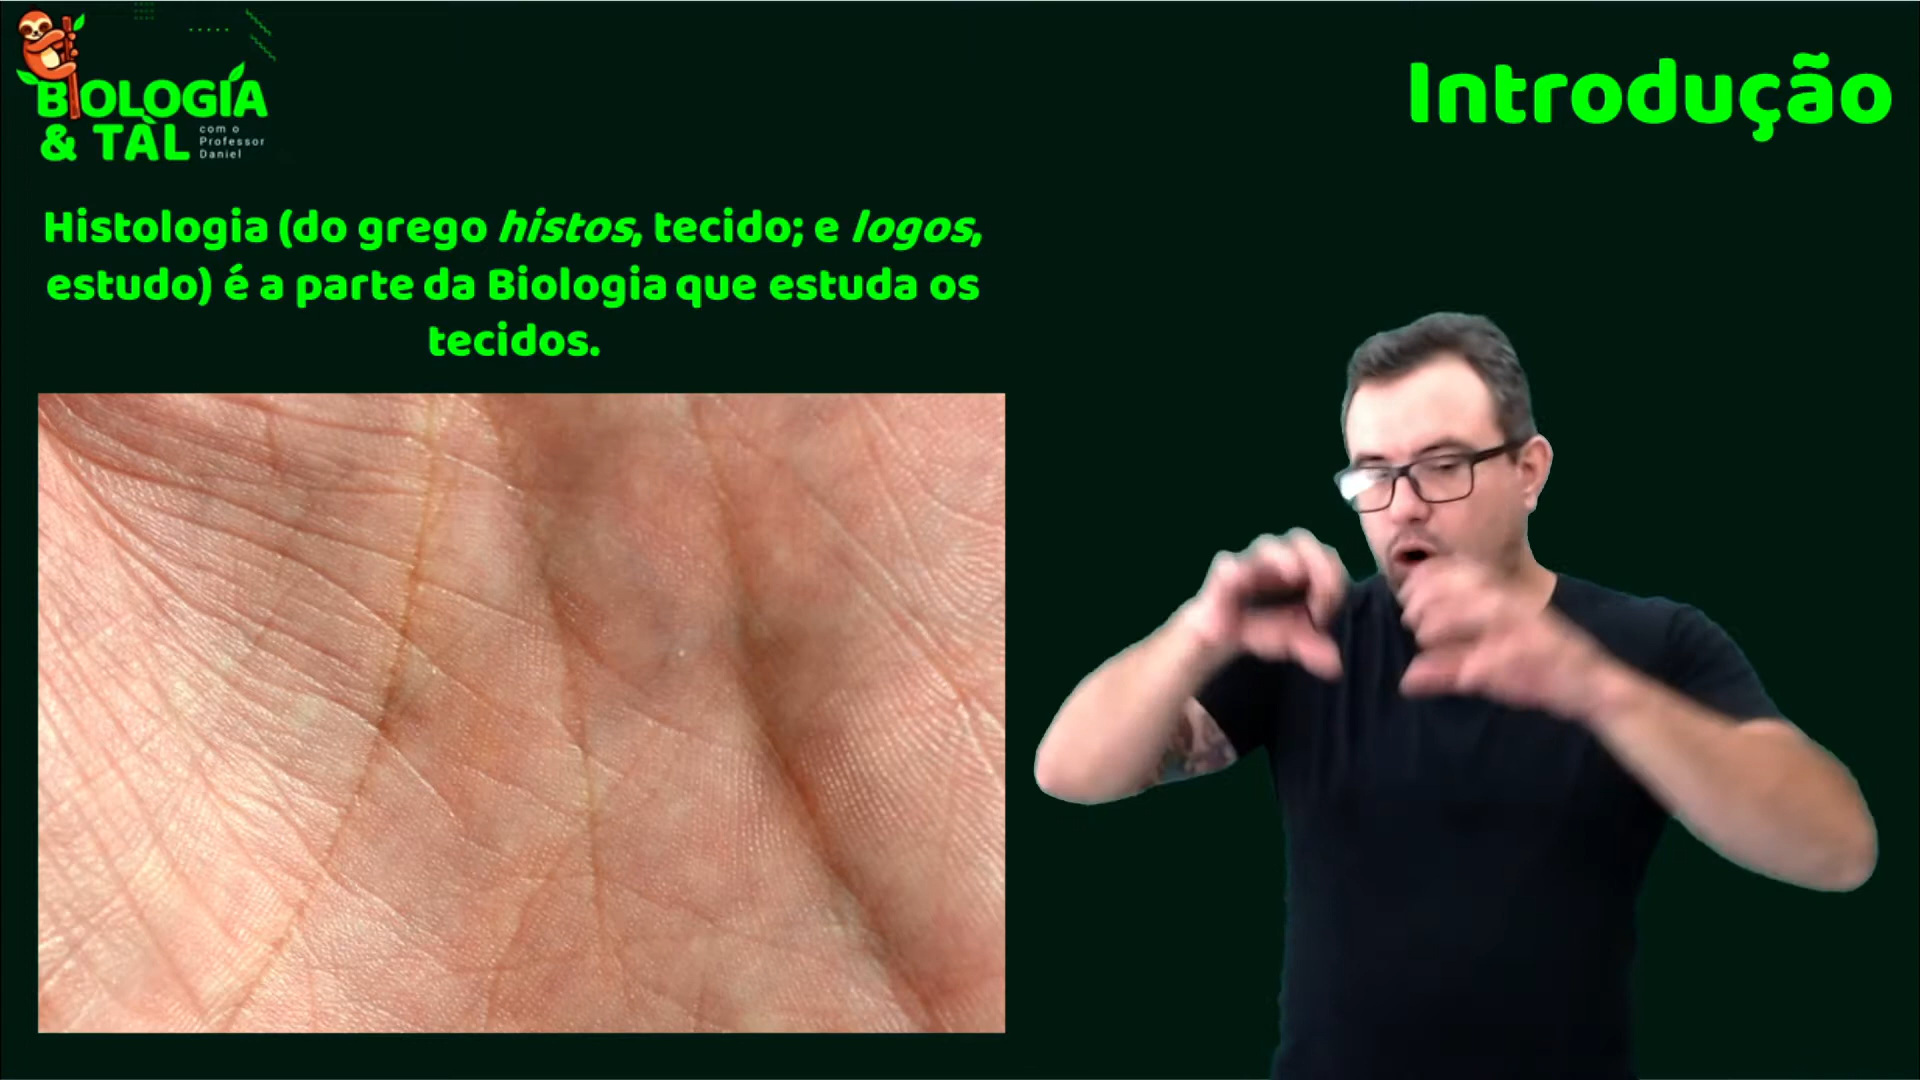 BIOLOGIA
& TAL
com o
Professor
Daniel
Introdução
Histologia (do grego histos, tecido; e logos,
estudo) é a parte da Biologia que estuda os
tecidos.